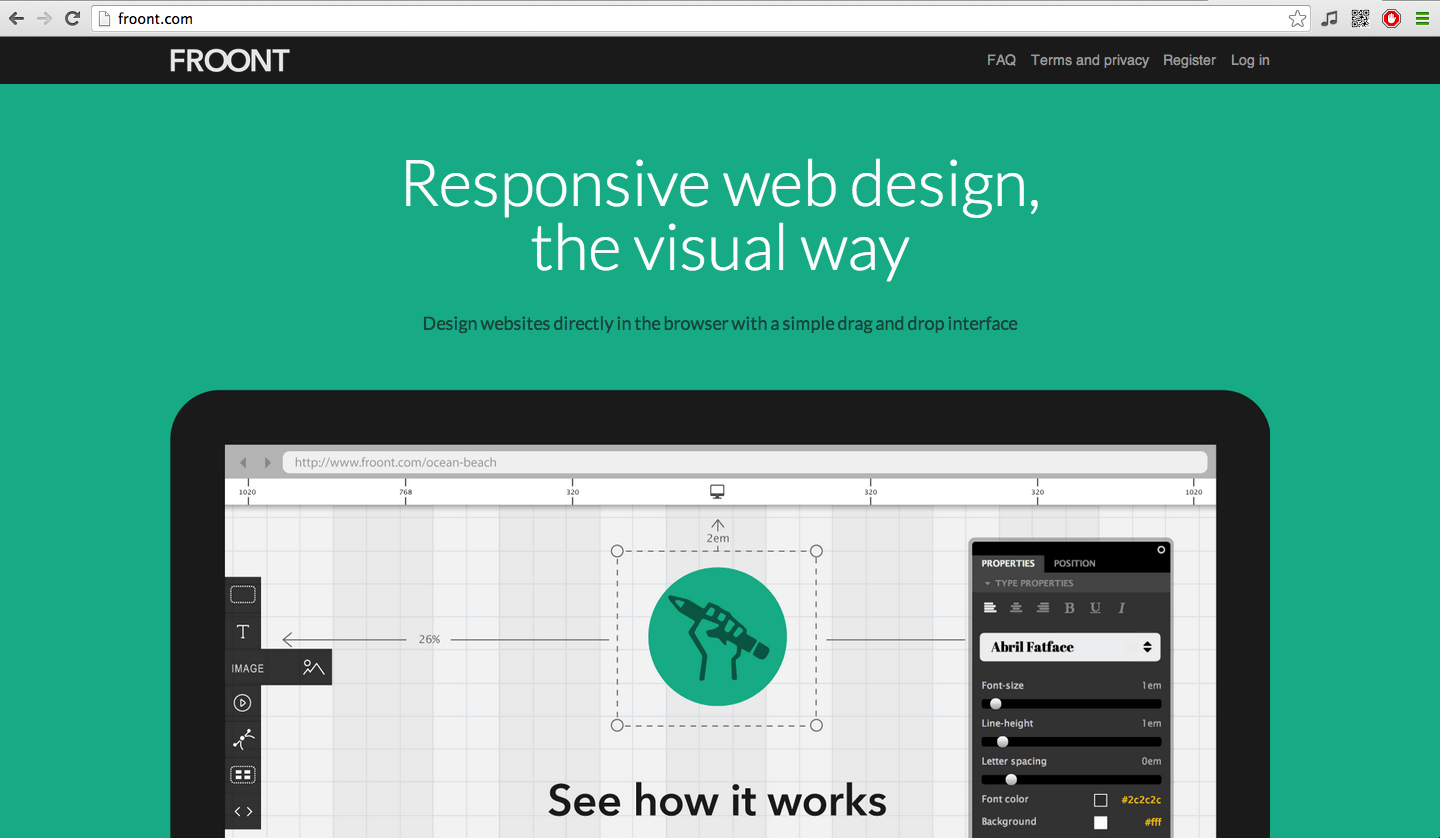 froont.com
FROONT
FAQ Terms and privacy Register Log in
Responsive web design,
the visual way
Design websites directly in the browser with a simple drag and drop interface
http://www.froont.com/ocean-beach
1020 768 320 320 320 1020
2em
PROPERTIES POSITION
TYPE PROPERTIES
B U I
T
26%
Abril Fatface
IMAGE
Font-size 1em
Line-height 1em
Letter spacing 0em
Font color #2c2c2c
Background #fff
See how it works